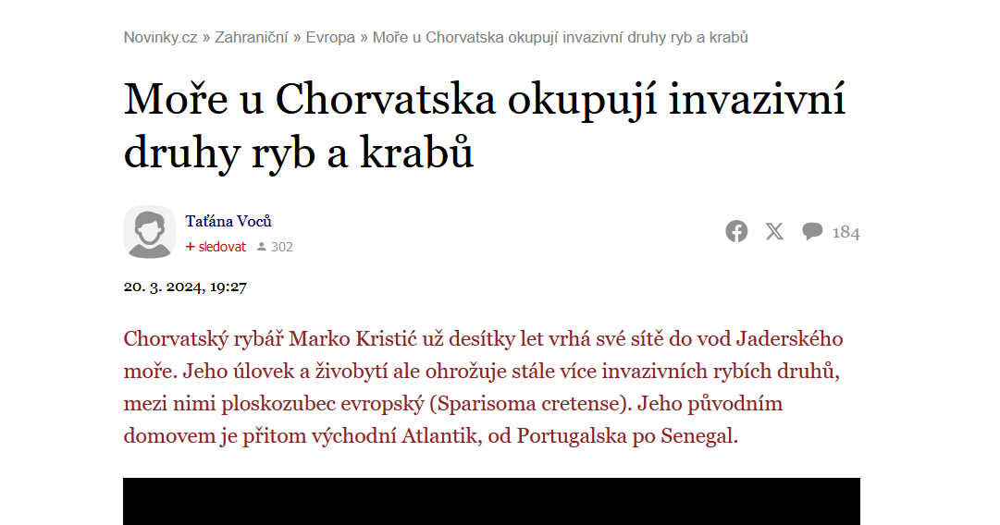 Novinky.cz » Zahraniční » Evropa » Moře u Chorvatska okupují invazivní druhy ryb a krabů
Moře u Chorvatska okupují invazivní
druhy ryb a krabů
Taťána Voců
+ sledovat 302
184
20. 3. 2024, 19:27
Chorvatský rybář Marko Kristić už desítky let vrhá své sítě do vod Jaderského
moře. Jeho úlovek a živobytí ale ohrožuje stále více invazivních rybích druhů,
mezi nimi ploskozubec evropský (Sparisoma cretense). Jeho původním
domovem je přitom východní Atlantik, od Portugalska po Senegal.